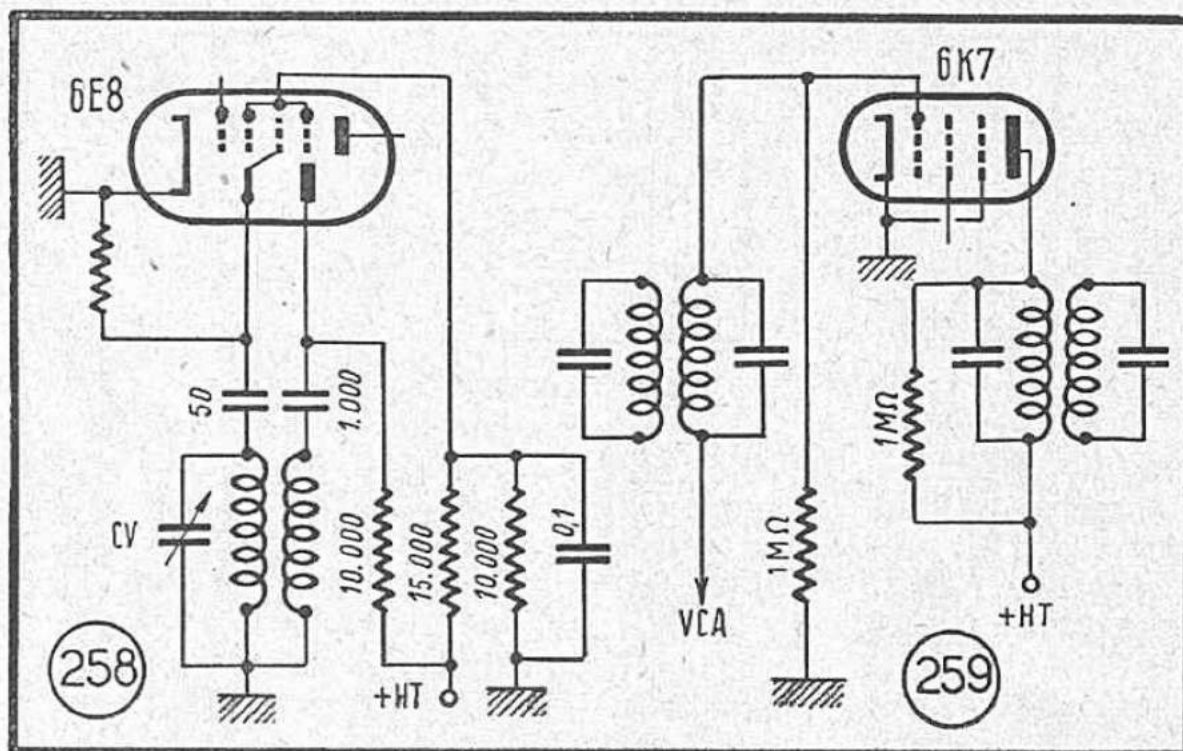 6E8
50
1.000
CV
10.000
15.000
10.000
0,1
258
+HT
VCA
6K7
1MΩ
1MΩ
+HT
259